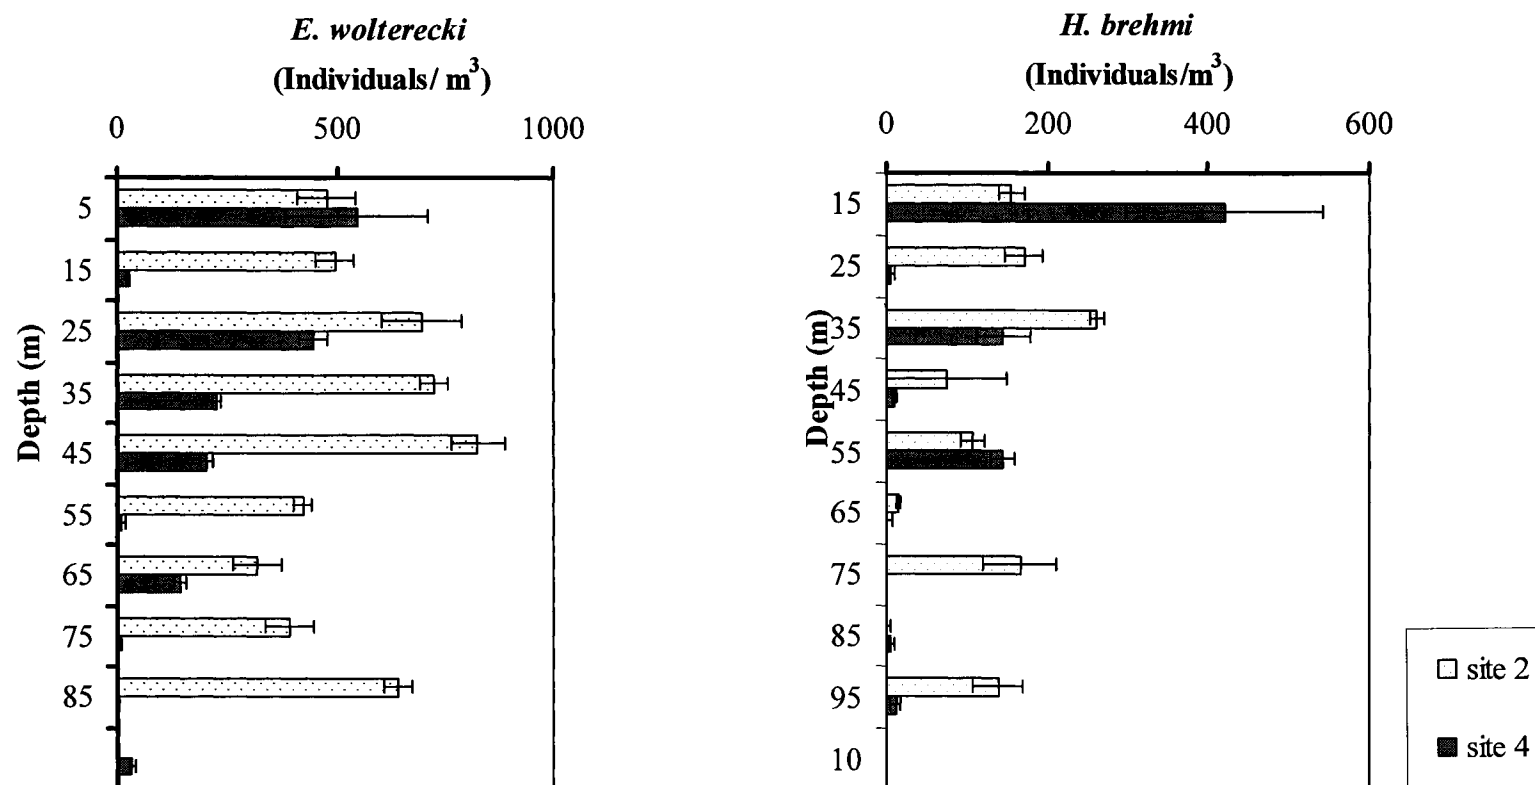 E. wolterecki
(Individuals/ m³)
0 500 1000
Depth (m)
5
15
25
35
45
55
65
75
85
H. brehmi
(Individuals/m³)
0 200 400 600
Depth (m)
15
25
35
45
55
65
75
85
95
10
site 2
site 4